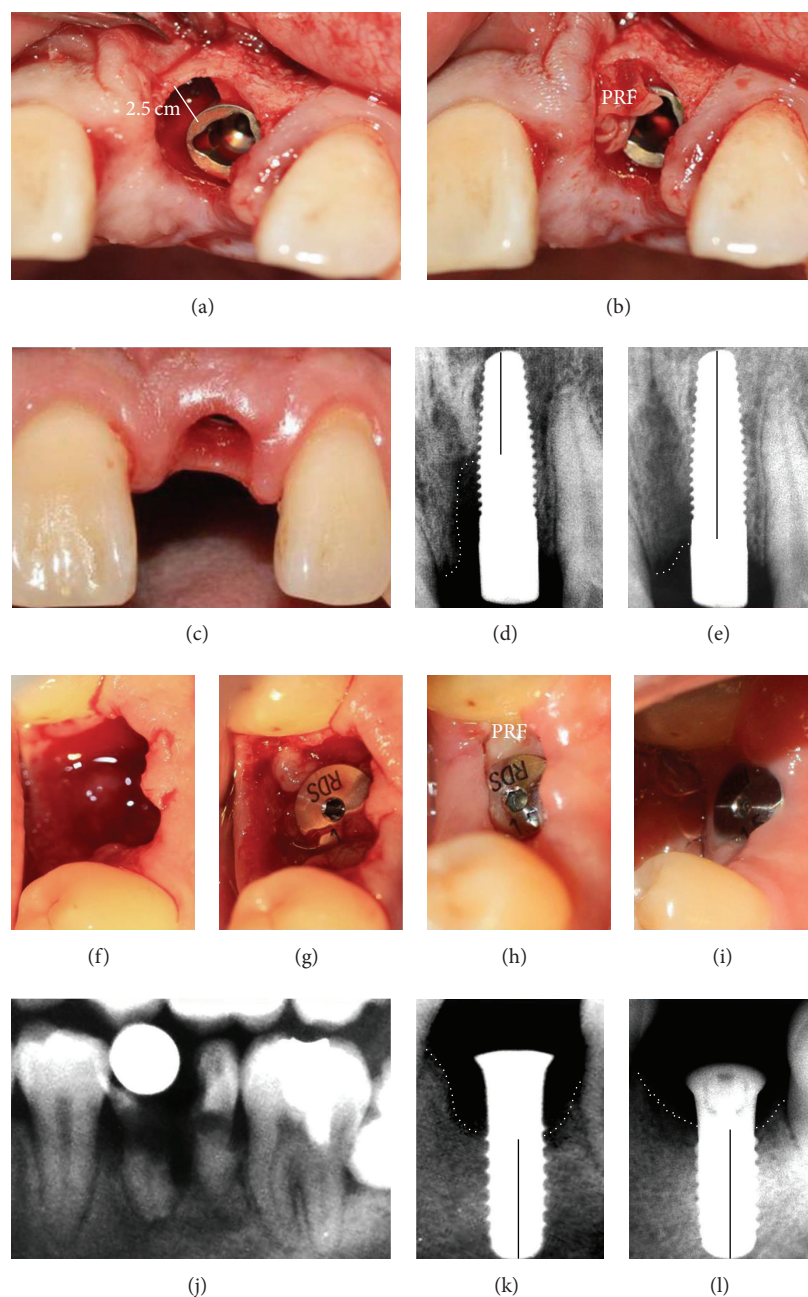 2.5 cm
PRF
(a)
(b)
(c)
(d)
(e)
RDS
PRF
RDS
(f)
(g)
(h)
(i)
(j)
(k)
(l)